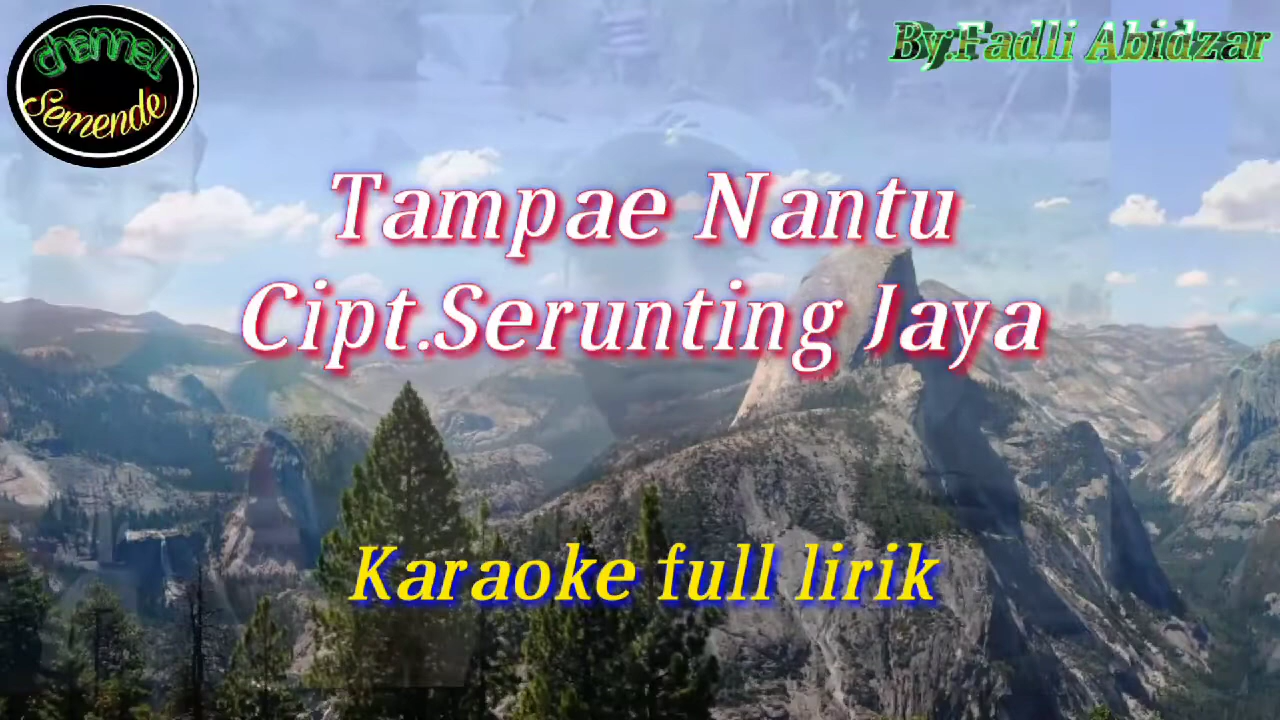 channel
Semende
By:Fadli Abidzar
Tampae Nantu
Cipt.Serunting Jaya
Karaoke full lirik